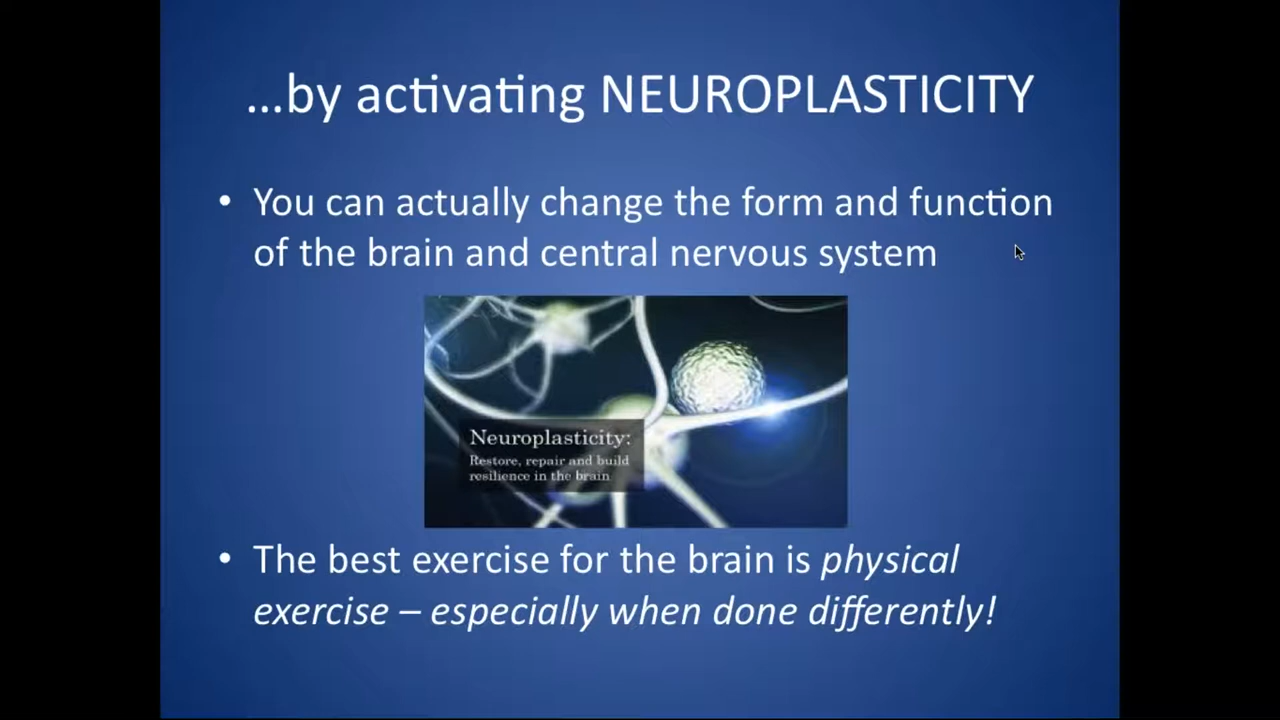 ...by activating NEUROPLASTICITY
• You can actually change the form and function
of the brain and central nervous system
Neuroplasticity:
Restore, repair and build
resilience in the brain
• The best exercise for the brain is physical
exercise – especially when done differently!